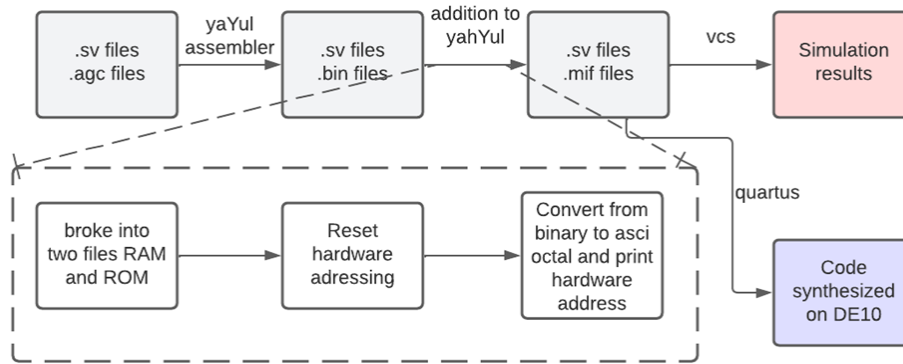 .sv files
.agc files
yaYul
assembler
.sv files
.bin files
addition to
yahYul
.sv files
.mif files
vcs
Simulation
results
broke into
two files RAM
and ROM
Reset
hardware
adressing
Convert from
binary to asci
octal and print
hardware
address
quartus
Code
synthesized
on DE10